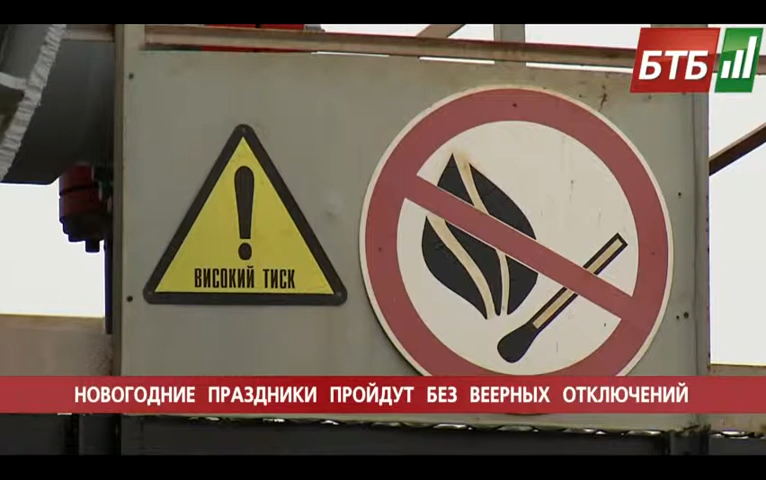 БТБ
ВИСОКИЙ ТИСК
НОВОГОДНИЕ ПРАЗДНИКИ ПРОЙДУТ БЕЗ ВЕЕРНЫХ ОТКЛЮЧЕНИЙ